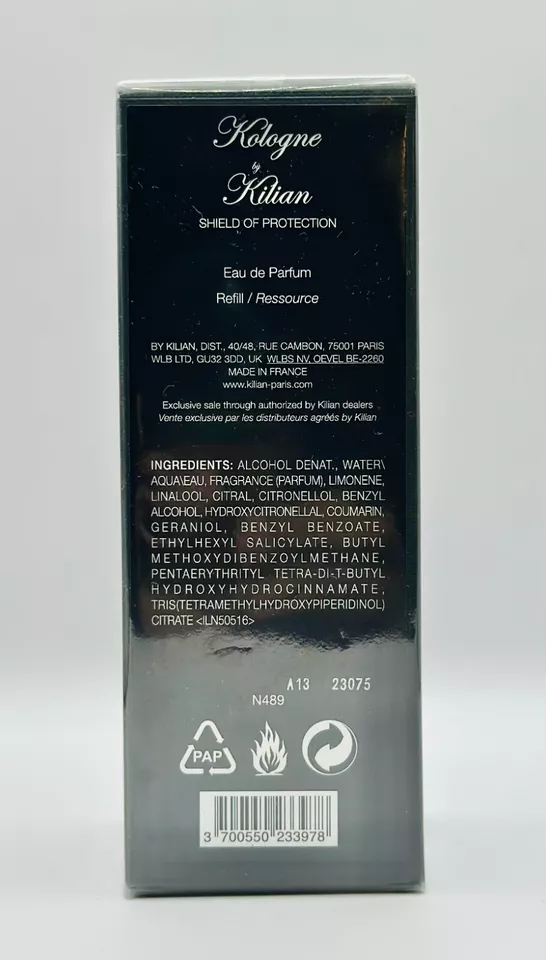 Kologne
by
Kilian
SHIELD OF PROTECTION
Eau de Parfum
Refill / Ressource
BY KILIAN, DIST., 40/48, RUE CAMBON, 75001 PARIS
WLB LTD, GU32 3DD, UK WLBS NV, OEVEL BE-2260
MADE IN FRANCE
www.kilian-paris.com
Exclusive sale through authorized by Kilian dealers
Vente exclusive par les distributeurs agréés by Kilian
INGREDIENTS: ALCOHOL DENAT., WATER\
AQUA\EAU, FRAGRANCE (PARFUM), LIMONENE,
LINALOOL, CITRAL, CITRONELLOL, BENZYL
ALCOHOL, HYDROXYCITRONELLAL, COUMARIN,
GERANIOL, BENZYL BENZOATE,
ETHYLHEXYL SALICYLATE, BUTYL
METHOXYDIBENZOYLMETHANE,
PENTAERYTHRITYL TETRA-DI-T-BUTYL
HYDROXYHYDROCINNAMATE,
TRIS(TETRAMETHYLHYDROXYPIPERIDINOL)
CITRATE <ILN50516>
A13 23075
N489
PAP
3 700550 233978